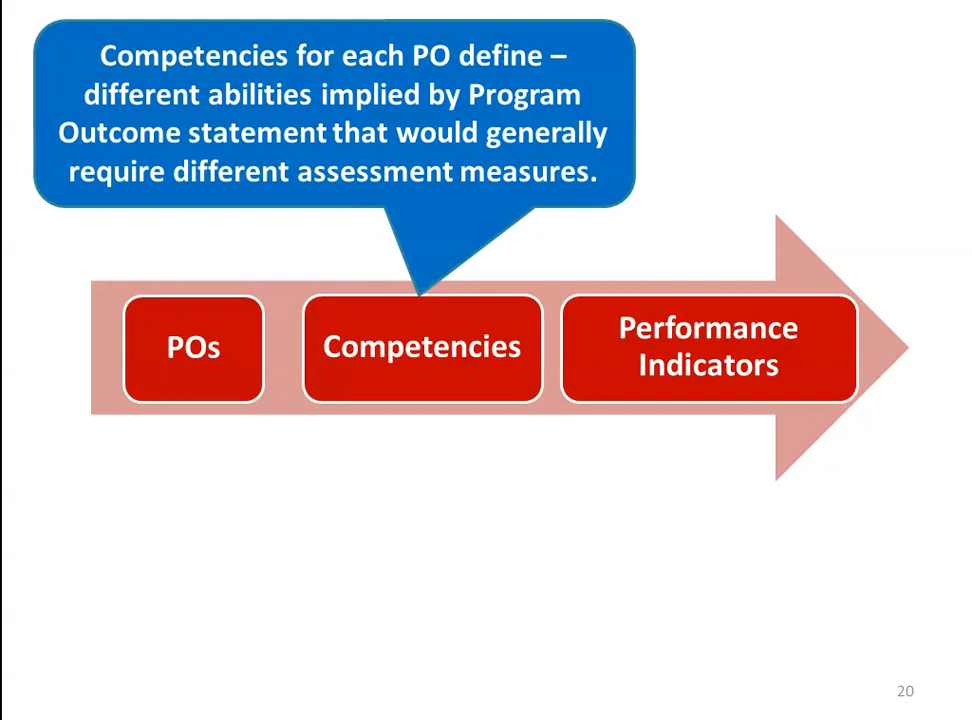 Competencies for each PO define –
different abilities implied by Program
Outcome statement that would generally
require different assessment measures.
POs
Competencies
Performance
Indicators
20